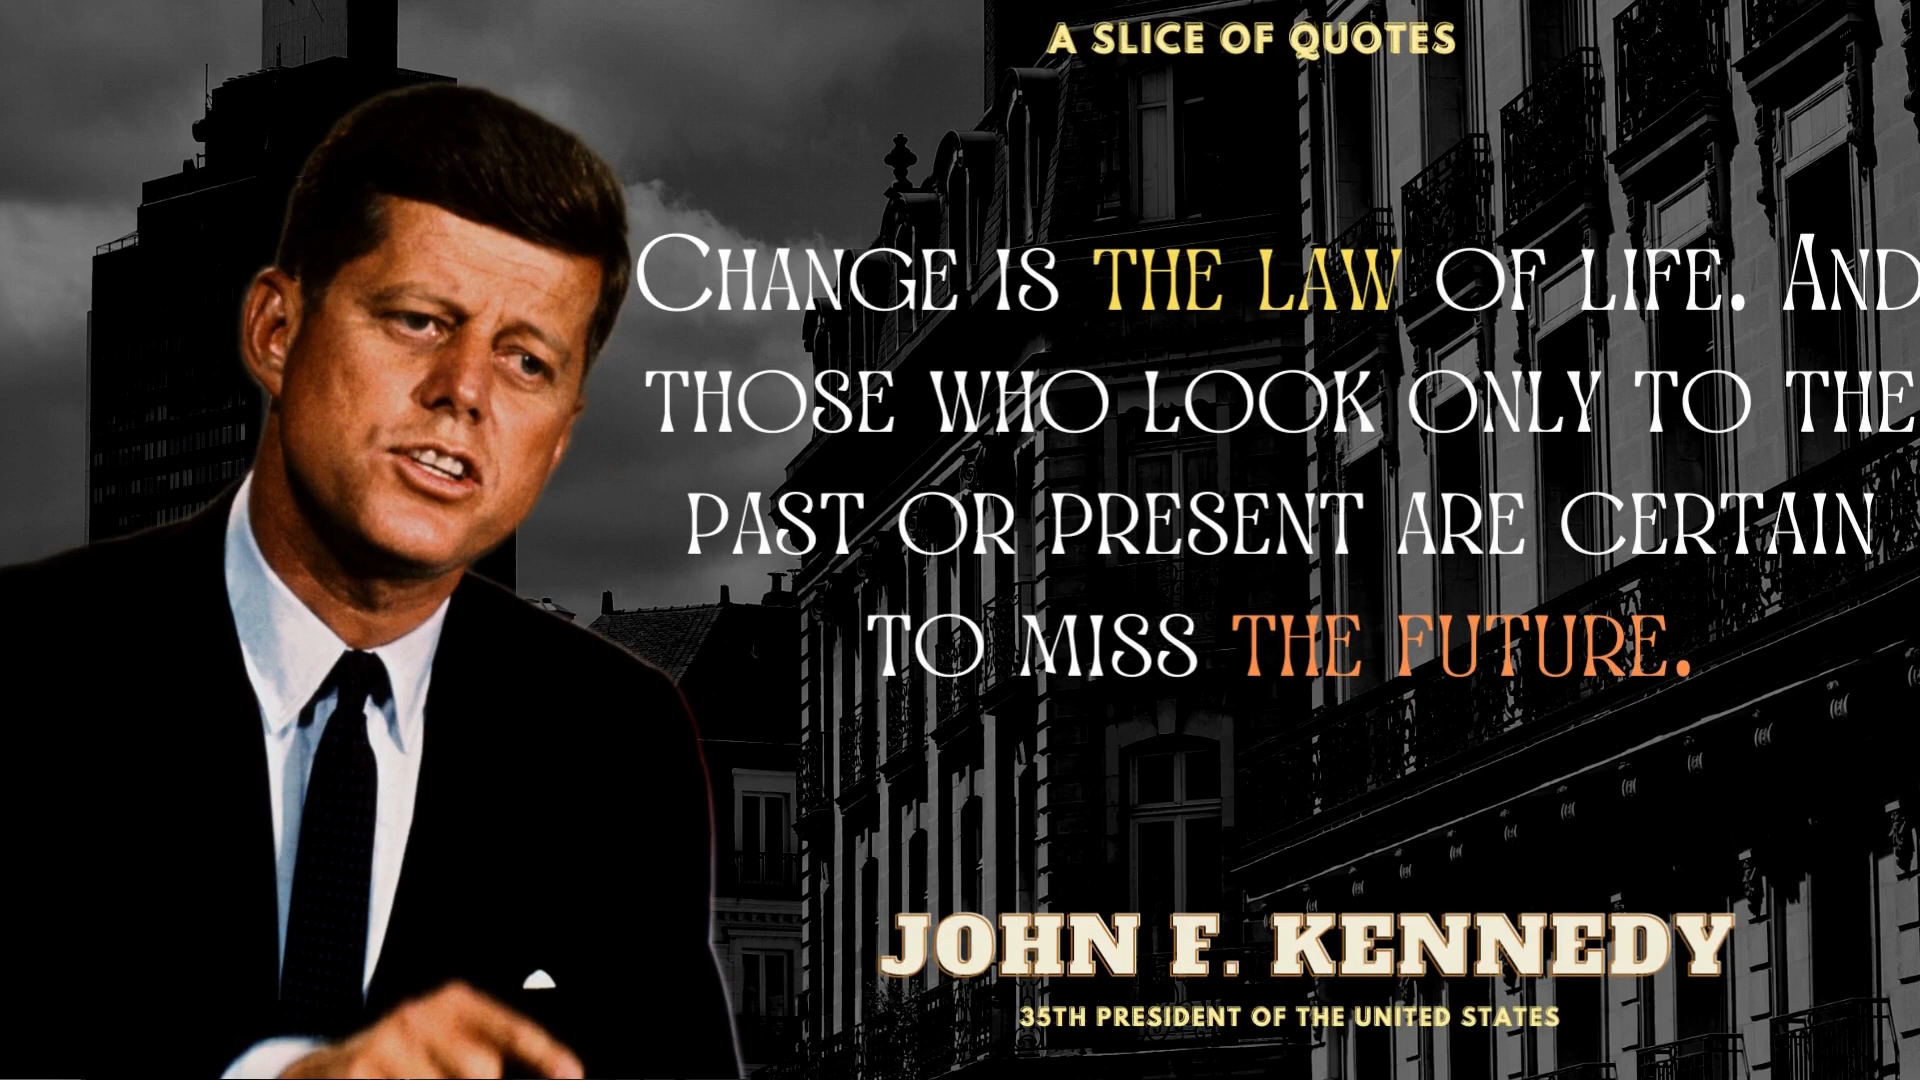 A SLICE OF QUOTES
CHANGE IS THE LAW OF LIFE. AND
THOSE WHO LOOK ONLY TO THE
PAST OR PRESENT ARE CERTAIN
TO MISS THE FUTURE.
JOHN F. KENNEDY
35TH PRESIDENT OF THE UNITED STATES